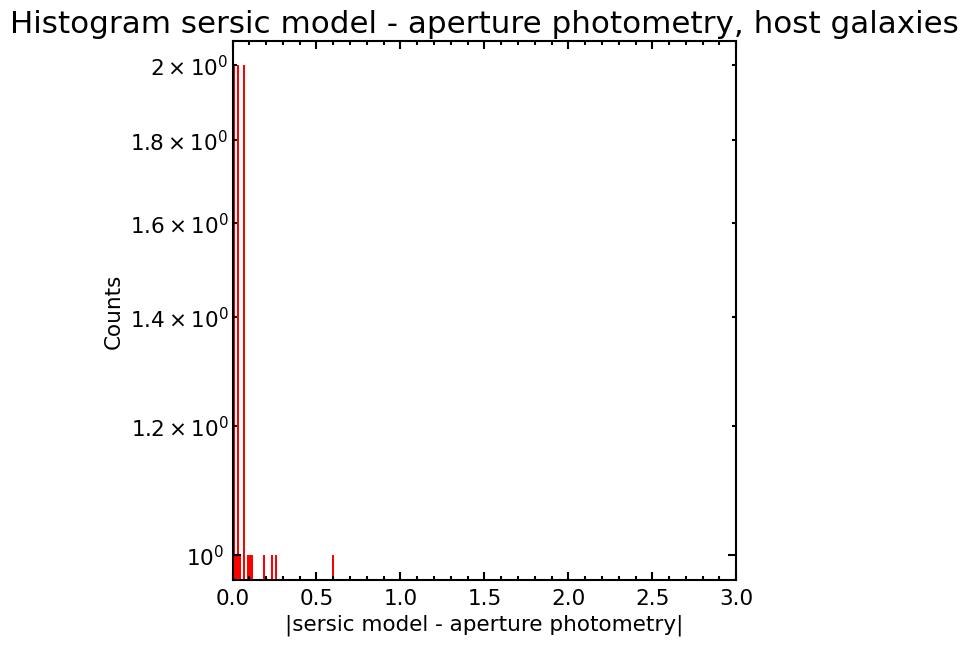 Histogram sersic model - aperture photometry, host galaxies
2 × 10⁰
1.8 × 10⁰
1.6 × 10⁰
1.4 × 10⁰
1.2 × 10⁰
10⁰
Counts
0.0 0.5 1.0 1.5 2.0 2.5 3.0
|sersic model - aperture photometry|